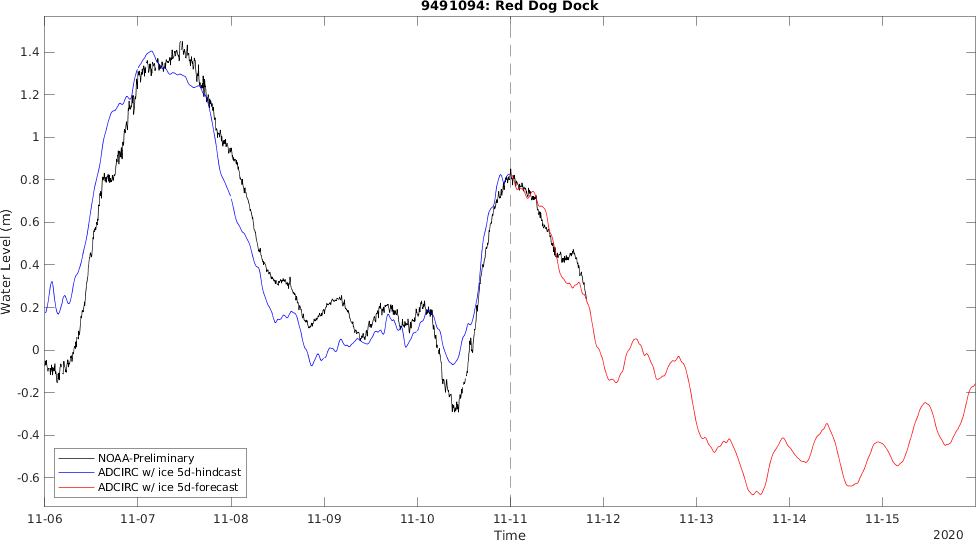 9491094: Red Dog Dock
Water Level (m)
1.4
1.2
1
0.8
0.6
0.4
0.2
0
-0.2
-0.4
-0.6
NOAA-Preliminary
ADCIRC w/ ice 5d-hindcast
ADCIRC w/ ice 5d-forecast
11-06 11-07 11-08 11-09 11-10 11-11 11-12 11-13 11-14 11-15
Time
2020